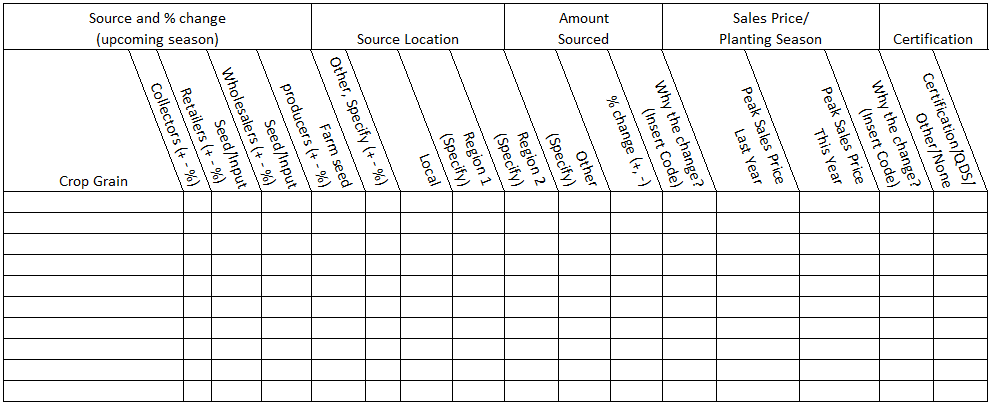 Source and % change
(upcoming season)
Source Location
Amount
Sourced
Sales Price/
Planting Season
Certification
Crop Grain
Collectors (+ - %)
Retailers (+ - %)
Seed/Input
Wholesalers (+ - %)
Seed/Input
producers (+ - %)
Farm seed
Other, Specify (+ - %)
Local
(Specify)
Region 1
(Specify)
Region 2
(Specify)
Other
% change (+, -)
(Insert Code)
Why the change?
Last Year
Peak Sales Price
This Year
Peak Sales Price
(Insert Code)
Why the change?
Other/None
Certification/QDS/